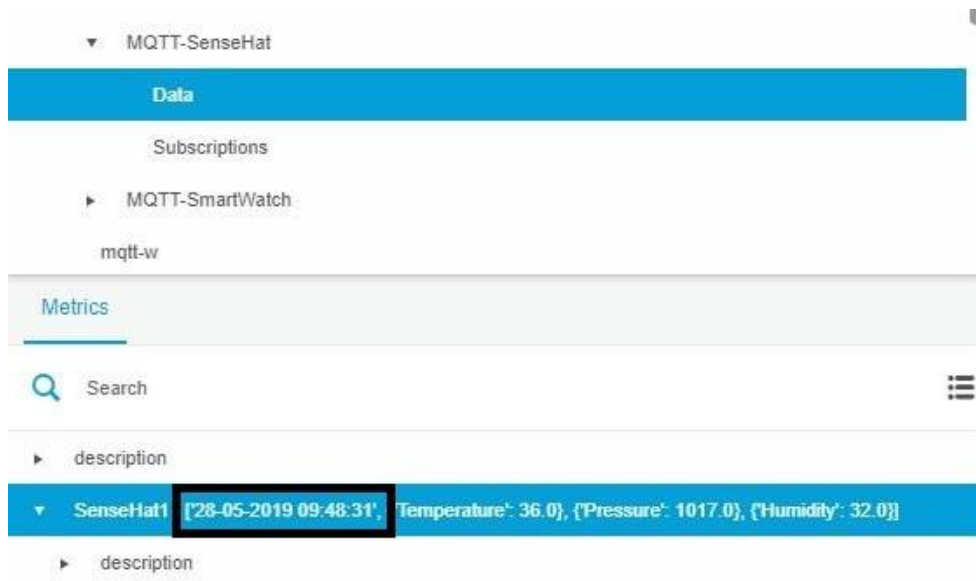 MQTT-SenseHat
Data
Subscriptions
MQTT-SmartWatch
mqtt-w
Metrics
Search
description
SenseHat1 ['28-05-2019 09:48:31', 'Temperature': 36.0}, {'Pressure': 1017.0}, {'Humidity': 32.0}]
description